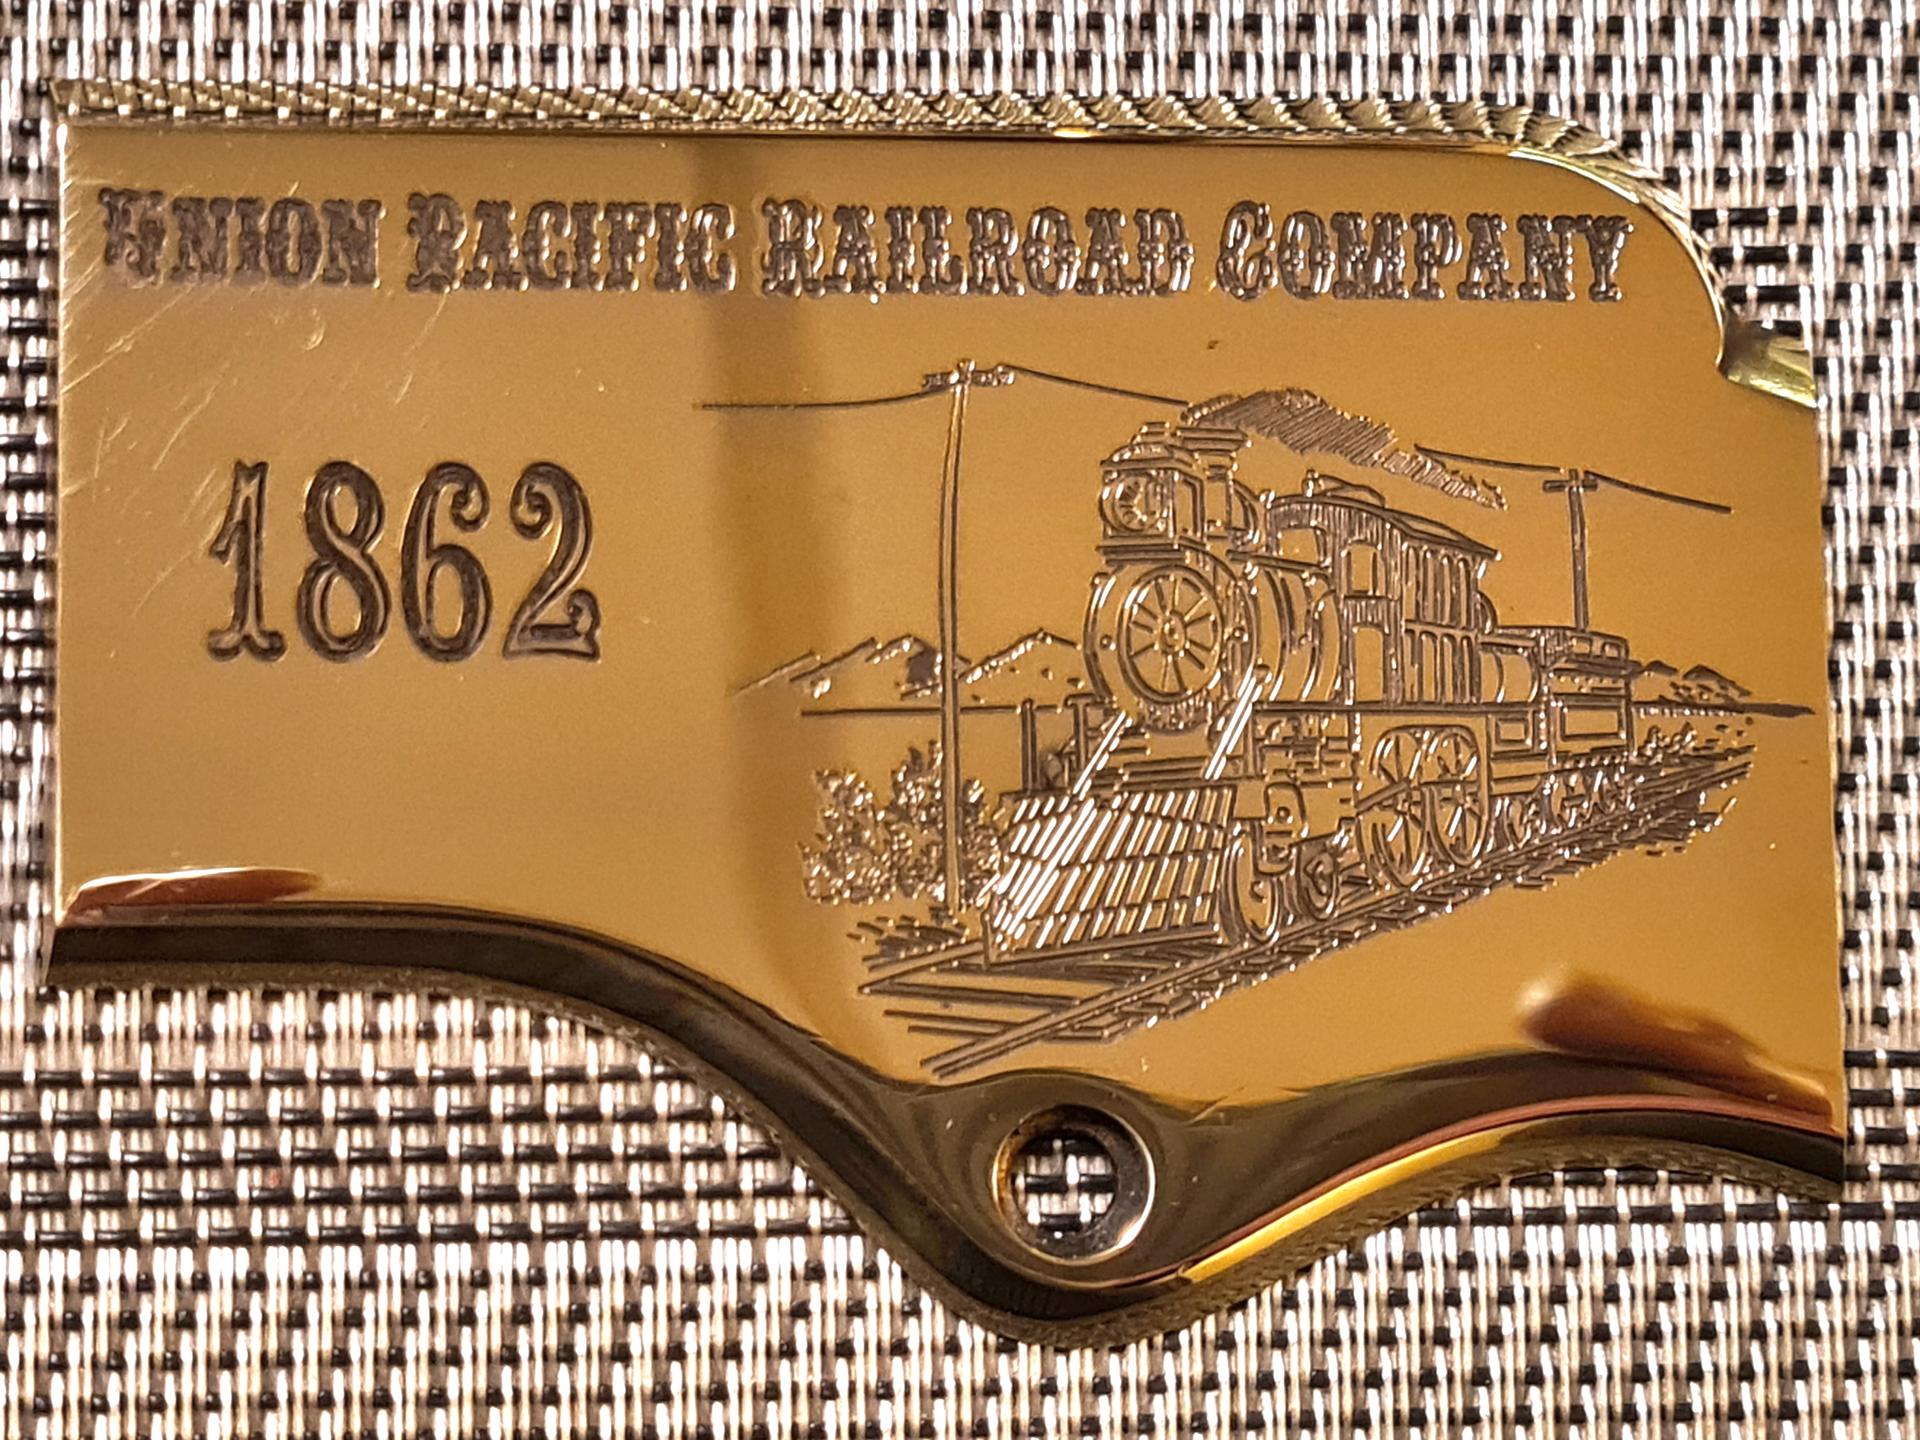 UNION PACIFIC RAILROAD COMPANY
1862